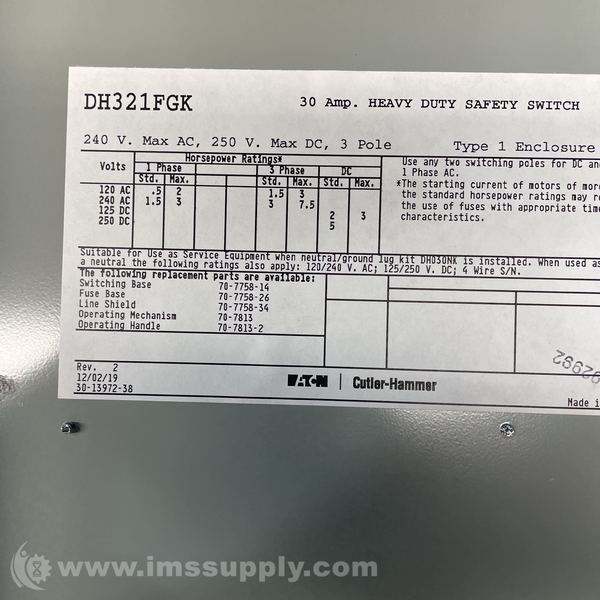 DH321FGK 30 Amp. HEAVY DUTY SAFETY SWITCH
240 V. Max AC, 250 V. Max DC, 3 Pole Type 1 Enclosure
Volts Horsepower Ratings*
1 Phase 3 Phase DC
Std. Max. Std. Max. Std. Max.
120 AC .5 2 1.5 3
240 AC 1.5 3 3 7.5
125 DC 2 3
250 DC 5
Use any two switching poles for DC and
1 Phase AC.
*The starting current of motors of more
the standard horsepower ratings may re
the use of fuses with appropriate time
characteristics.
Suitable for Use as Service Equipment when neutral/ground lug kit DH030NK is installed. When used as
a neutral the following ratings also apply: 120/240 V. AC; 125/250 V. DC; 4 Wire S/N.
The following replacement parts are available:
Switching Base 70-7758-14
Fuse Base 70-7758-26
Line Shield 70-7758-34
Operating Mechanism 70-7813
Operating Handle 70-7813-2
Rev. 2
12/02/19
30-13972-38
EATON | Cutler-Hammer
Made i
www.imssupply.com